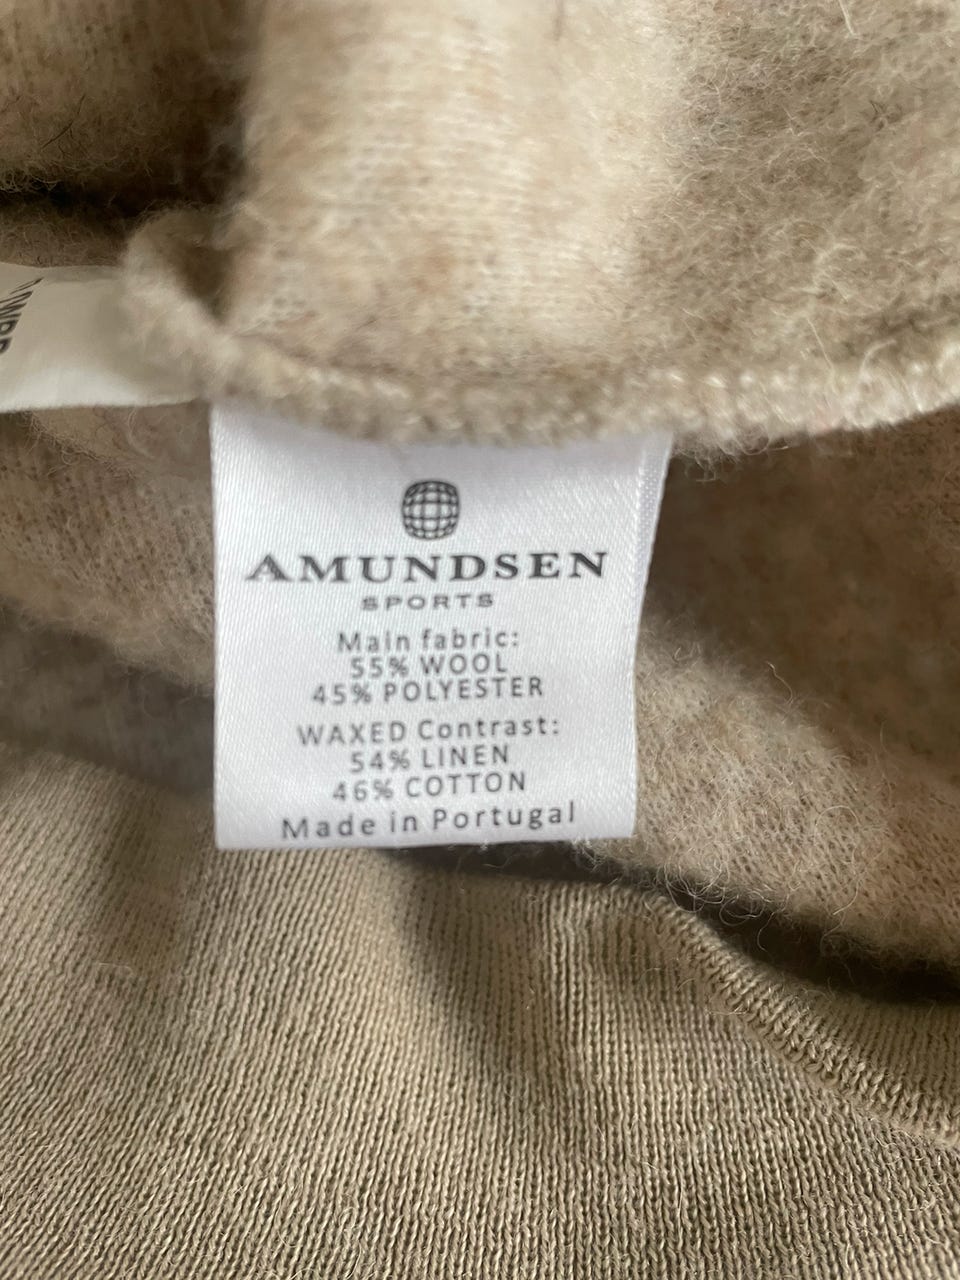 AMUNDSEN
SPORTS
Main fabric:
55% WOOL
45% POLYESTER
WAXED Contrast:
54% LINEN
46% COTTON
Made in Portugal